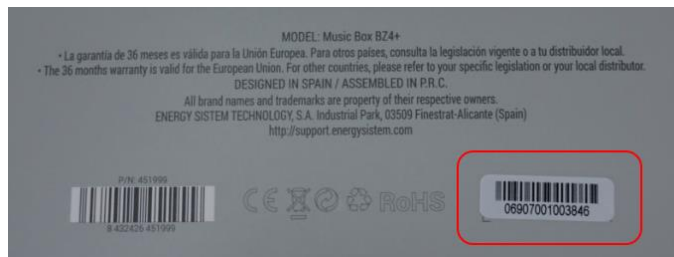 MODEL: Music Box BZ4+
• La garantía de 36 meses es válida para la Unión Europea. Para otros países, consulta la legislación vigente o a tu distribuidor local.
• The 36 months warranty is valid for the European Union. For other countries, please refer to your specific legislation or your local distributor.
DESIGNED IN SPAIN / ASSEMBLED IN P.R.C.
All brand names and trademarks are property of their respective owners.
ENERGY SISTEM TECHNOLOGY, S.A. Industrial Park, 03509 Finestrat-Alicante (Spain)
http://support.energysistem.com
P/N: 451999
8 432426 451999
CE
RoHS
06907001003846